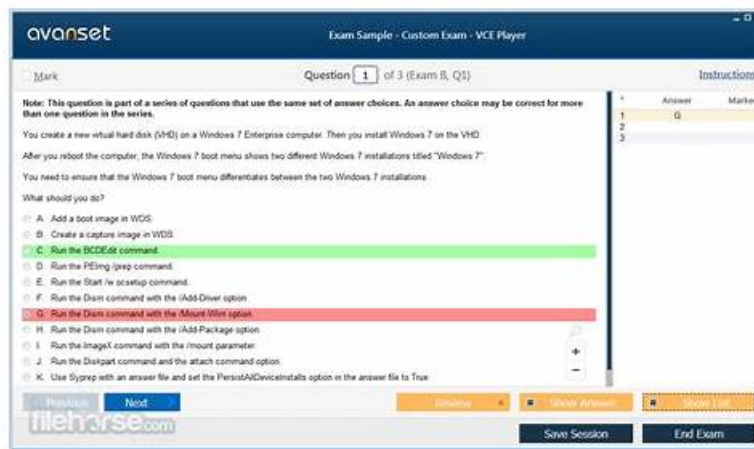 avanset
Exam Sample - Custom Exam - VCE Player
Mark
Question 1 of 3 (Exam B, Q1)
Instructions
Note: This question is part of a series of questions that use the same set of answer choices. An answer choice may be correct for more
than one question in the series.
You create a new virtual hard disk (VHD) on a Windows 7 Enterprise computer. Then you install Windows 7 on the VHD.
After you reboot the computer, the Windows 7 boot menu shows two different Windows 7 installations titled "Windows 7".
You need to ensure that the Windows 7 boot menu differentiates between the two Windows 7 installations.
What should you do?
A. Add a boot image in WDS.
B. Create a capture image in WDS.
C. Run the BCDEdit command.
D. Run the PEImg /prep command.
E. Run the Start /w ocsetup command.
F. Run the Dism command with the /Add-Driver option.
G. Run the Dism command with the /Mount-Wim option.
H. Run the Dism command with the /Add-Package option.
I. Run the ImageX command with the /mount parameter.
J. Run the Diskpart command and the attach command option.
K. Use Syprep with an answer file and set the PersistAllDeviceInstalls option in the answer file to True.
Answer Marke
1 G
2
3
+
-
Previous Next Review Show Answer Show List
filehorse.com
Save Session End Exam